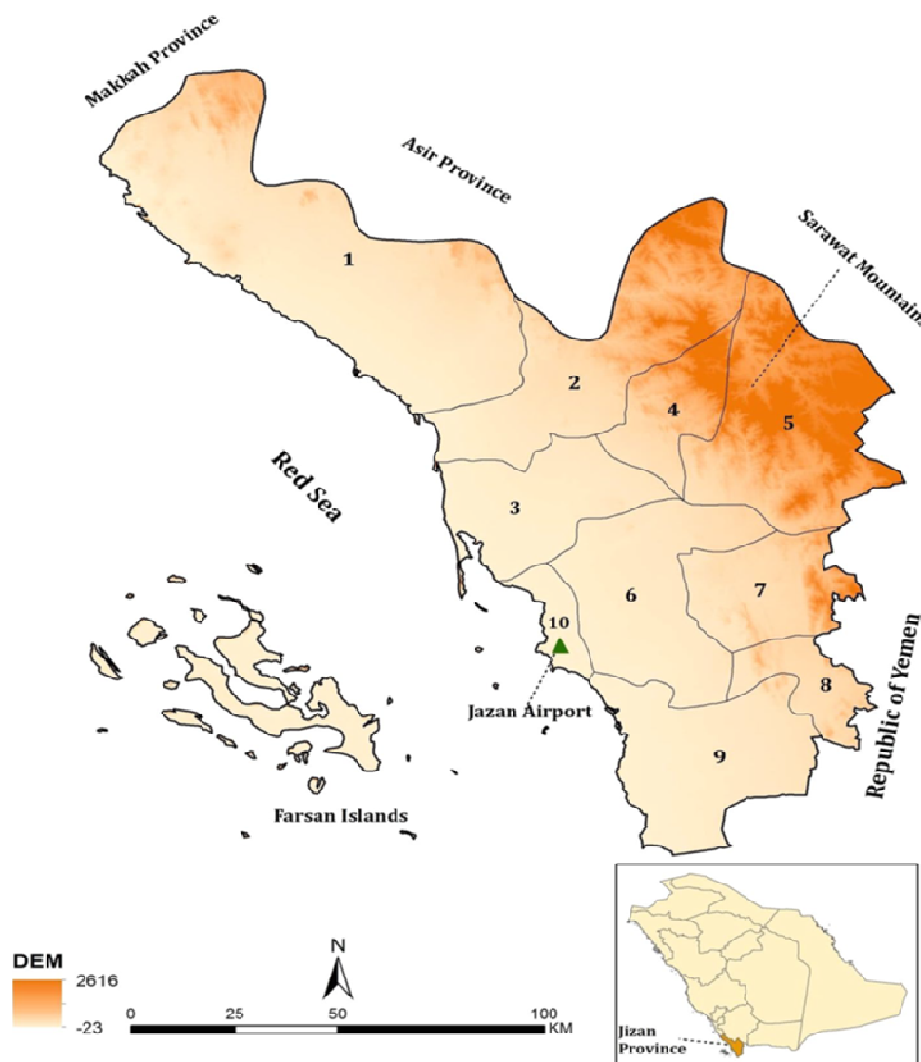 Makkah Province
Asir Province
Sarawat Mountain
1
2
4
5
Red Sea
3
6
7
10
8
Jazan Airport
Republic of Yemen
9
Farsan Islands
DEM
2616
-23
N
0
25
50
100
KM
Jizan
Province